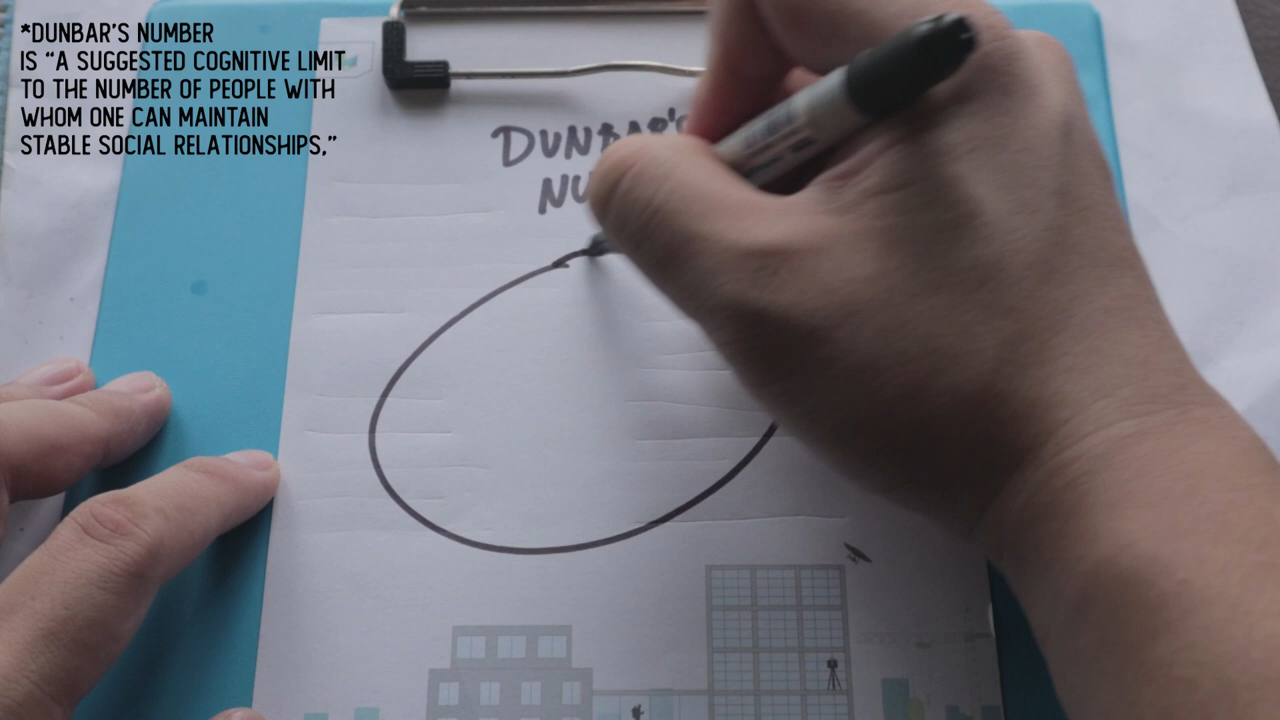 *DUNBAR'S NUMBER
IS “A SUGGESTED COGNITIVE LIMIT
TO THE NUMBER OF PEOPLE WITH
WHOM ONE CAN MAINTAIN
STABLE SOCIAL RELATIONSHIPS,”
DUNBAR'S